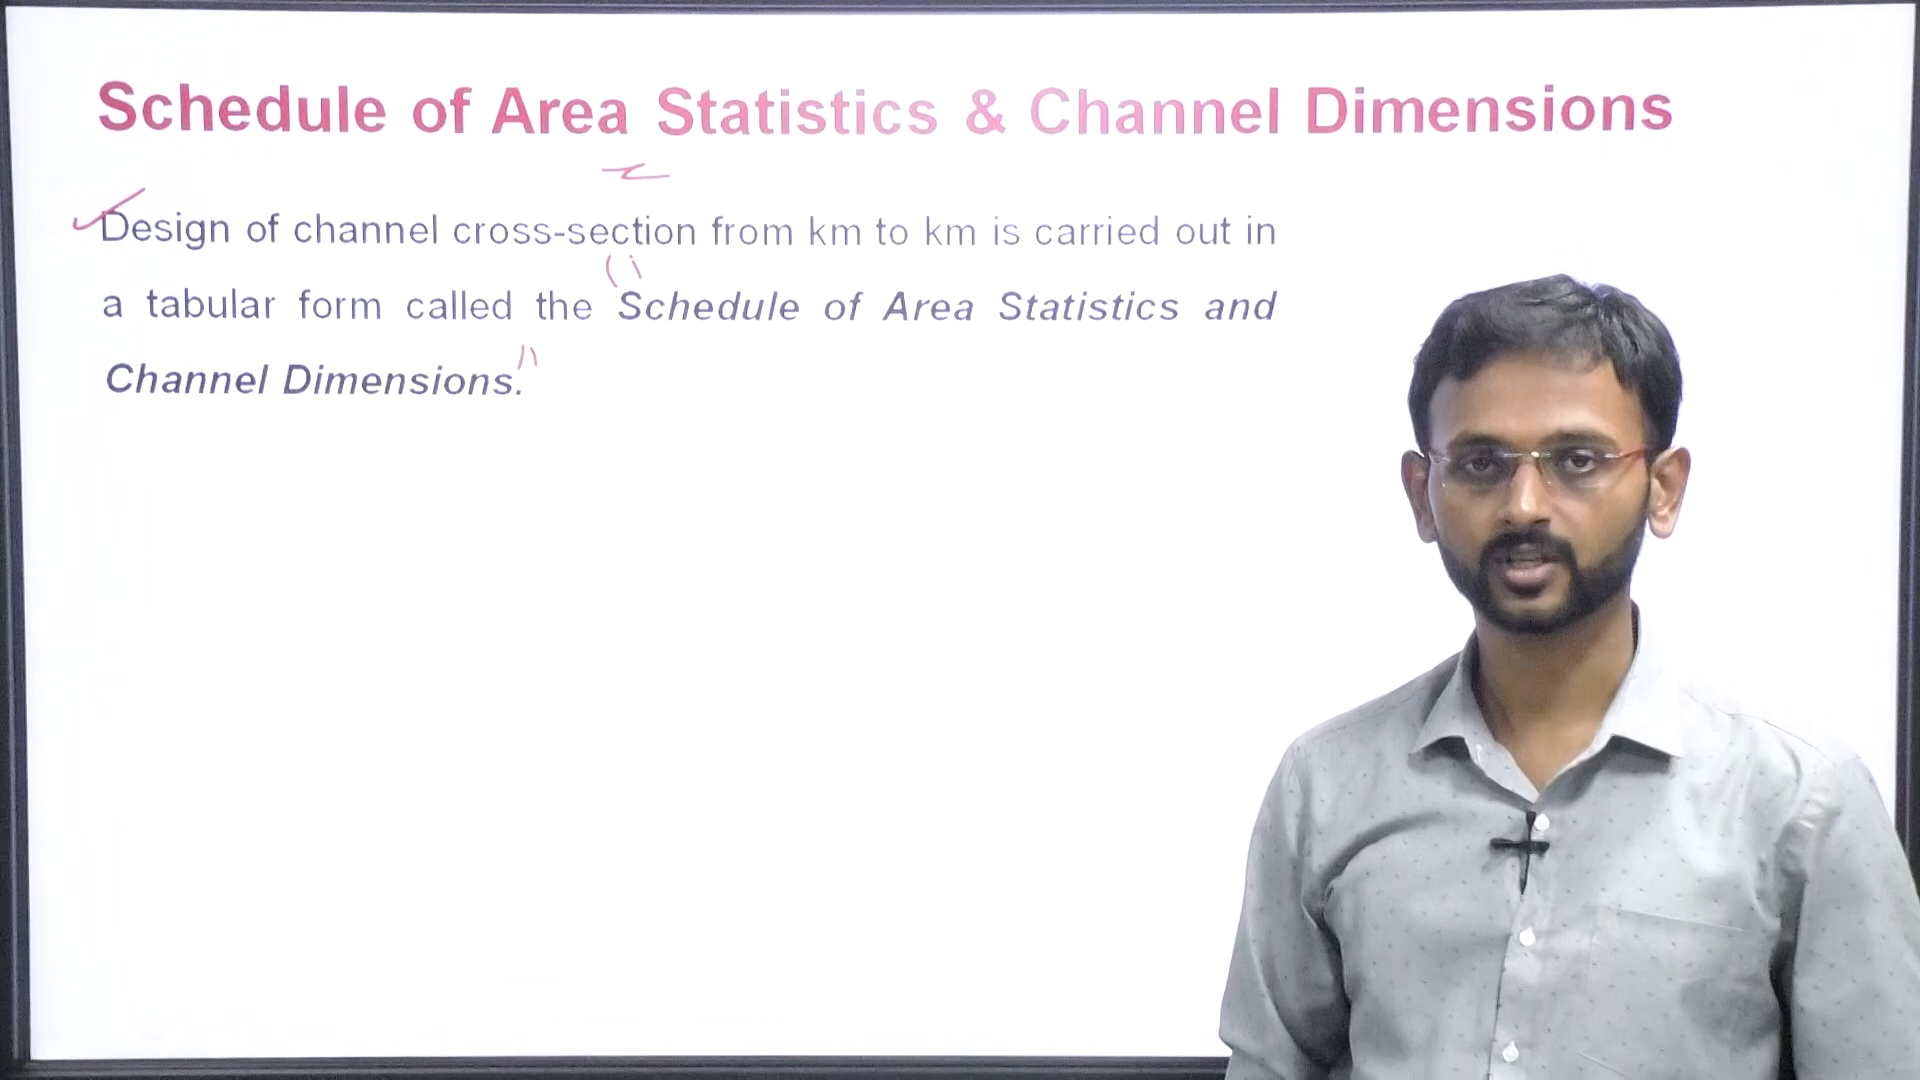 Schedule of Area Statistics & Channel Dimensions
Design of channel cross-section from km to km is carried out in
a tabular form called the Schedule of Area Statistics and
Channel Dimensions.